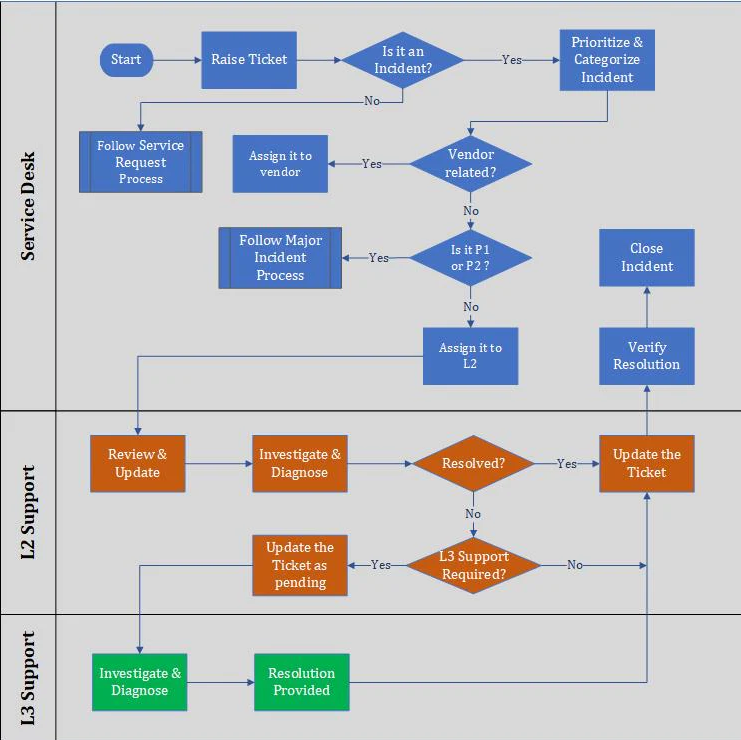 Service Desk
Start
Raise Ticket
Is it an
Incident?
Yes
Prioritize &
Categorize
Incident
No
Follow Service
Request
Process
Assign it to
vendor
Yes
Vendor
related?
No
Follow Major
Incident
Process
Yes
Is it P1
or P2 ?
Close
Incident
No
Assign it to
L2
Verify
Resolution
L2 Support
Review &
Update
Investigate &
Diagnose
Resolved?
Yes
Update the
Ticket
No
Update the
Ticket as
pending
Yes
L3 Support
Required?
No
L3 Support
Investigate &
Diagnose
Resolution
Provided